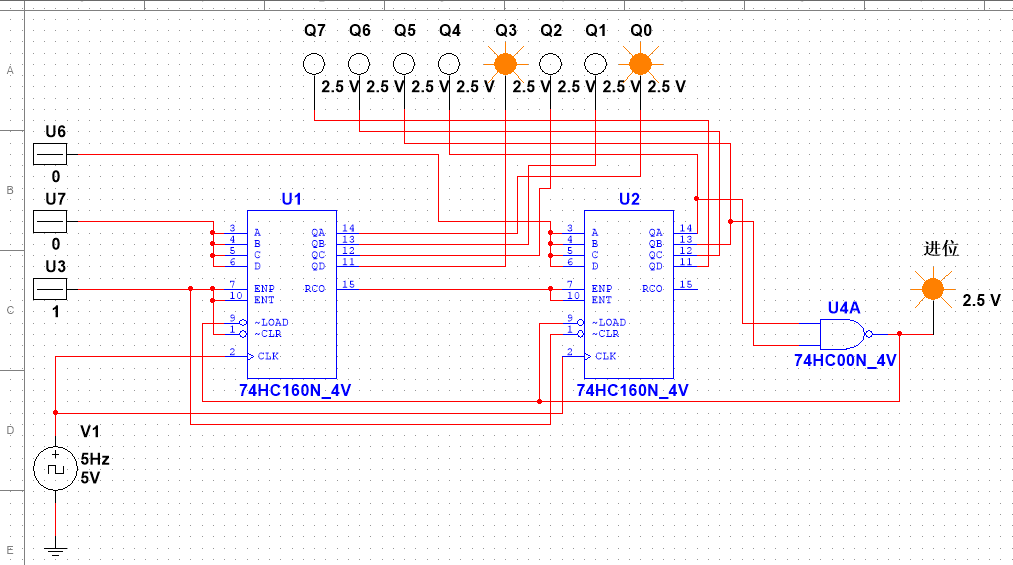 Q7 Q6 Q5 Q4 Q3 Q2 Q1 Q0
2.5 V 2.5 V 2.5 V 2.5 V 2.5 V 2.5 V 2.5 V 2.5 V
A
U6
0
B
U7
0
U3
1
C
U1
3 A QA 14
4 B QB 13
5 C QC 12
6 D QD 11
7 ENP RCO 15
10 ENT
9 ~LOAD
1 ~CLR
2 CLK
74HC160N_4V
U2
3 A QA 14
4 B QB 13
5 C QC 12
6 D QD 11
7 ENP RCO 15
10 ENT
9 ~LOAD
1 ~CLR
2 CLK
74HC160N_4V
进位
2.5 V
U4A
74HC00N_4V
D
V1
5Hz
5V
E